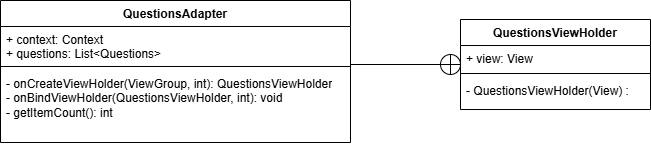 QuestionsAdapter
+ context: Context
+ questions: List<Questions>
- onCreateViewHolder(ViewGroup, int): QuestionsViewHolder
- onBindViewHolder(QuestionsViewHolder, int): void
- getItemCount(): int
QuestionsViewHolder
+ view: View
- QuestionsViewHolder(View) :